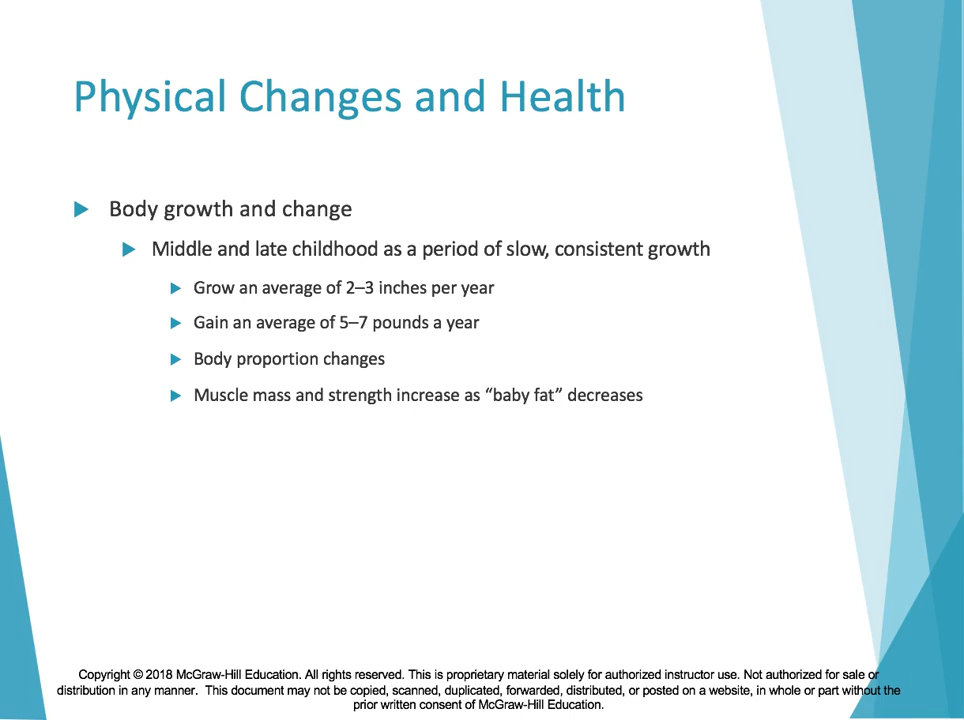 Physical Changes and Health
Body growth and change
Middle and late childhood as a period of slow, consistent growth
Grow an average of 2–3 inches per year
Gain an average of 5–7 pounds a year
Body proportion changes
Muscle mass and strength increase as “baby fat” decreases
Copyright © 2018 McGraw-Hill Education. All rights reserved. This is proprietary material solely for authorized instructor use. Not authorized for sale or
distribution in any manner.  This document may not be copied, scanned, duplicated, forwarded, distributed, or posted on a website, in whole or part without the
prior written consent of McGraw-Hill Education.